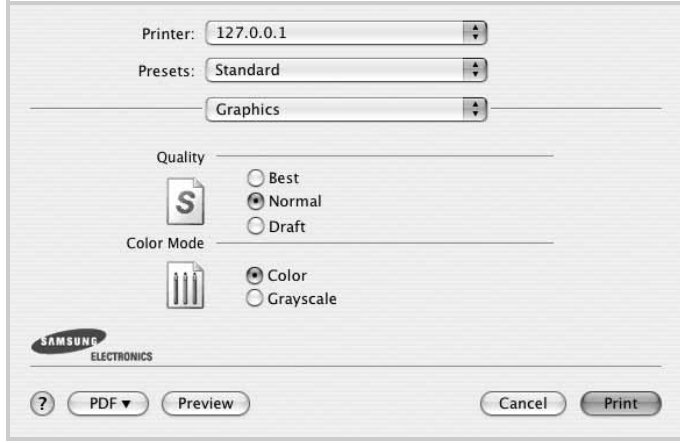 Printer: 127.0.0.1
Presets: Standard
Graphics
Quality
Best
S
Normal
Draft
Color Mode
Color
Grayscale
SAMSUNG
ELECTRONICS
? PDF ▼ Preview Cancel Print